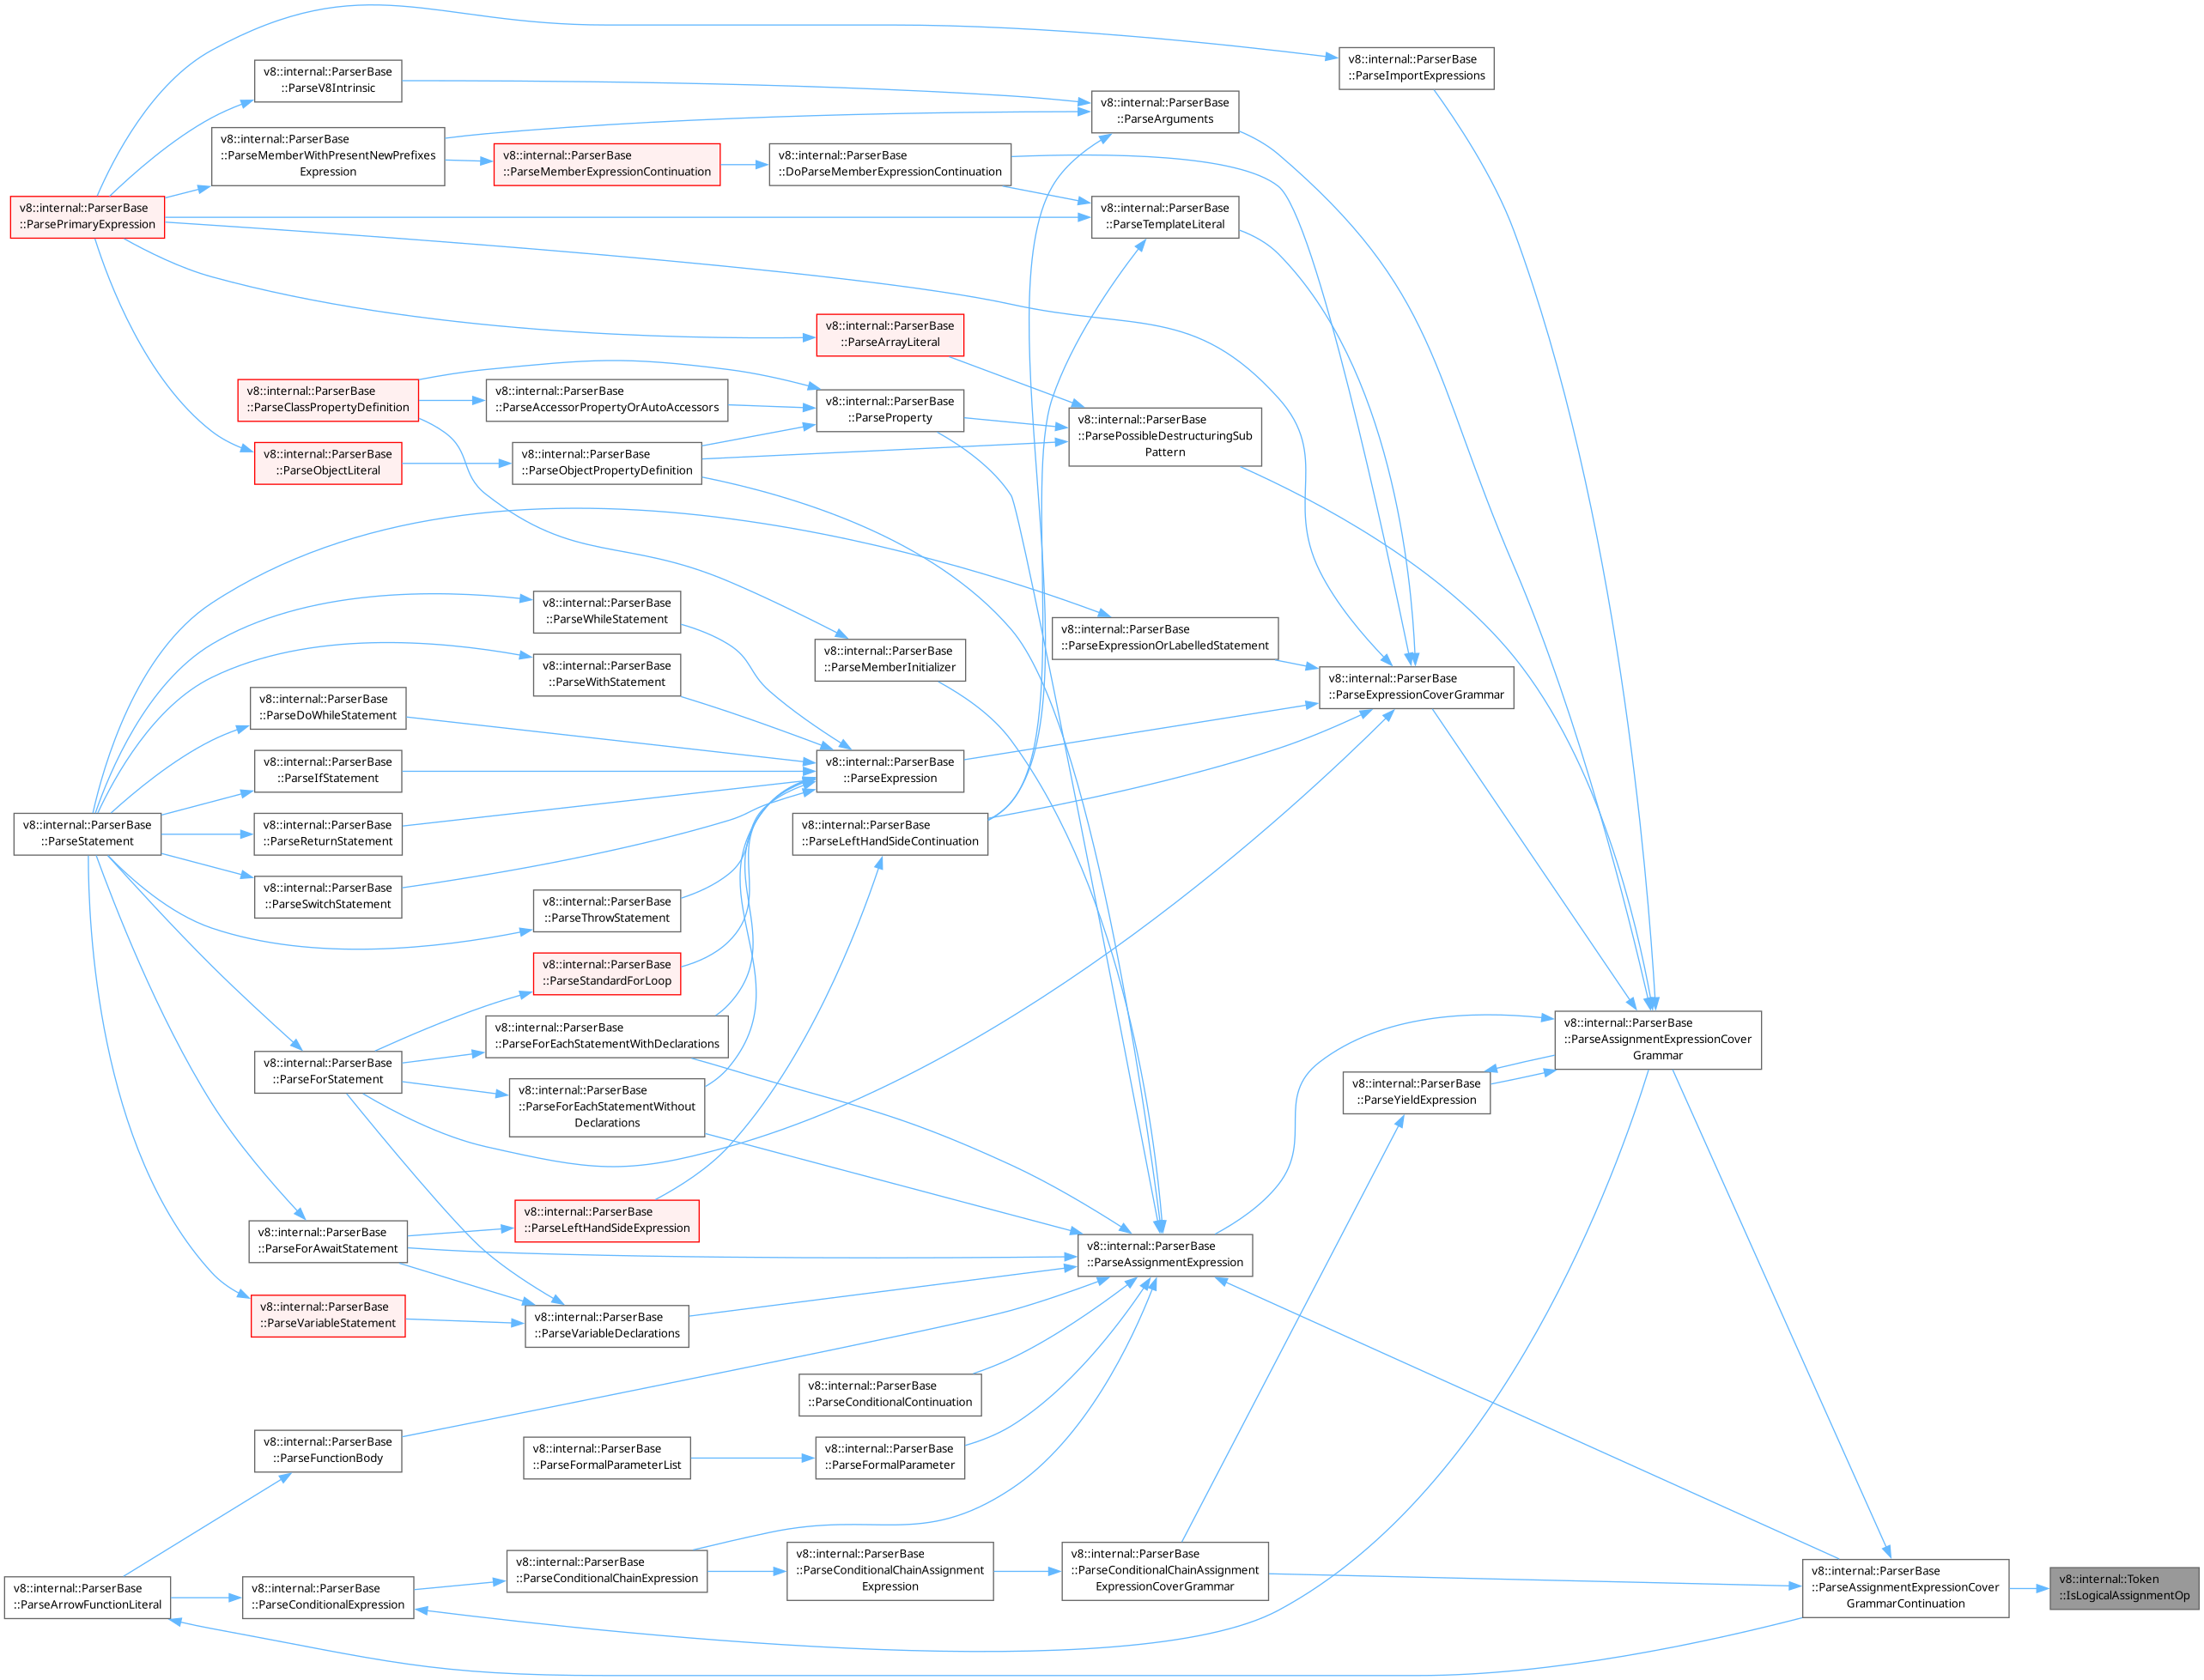 v8::internal::ParserBase
::ParseImportExpressions
v8::internal::ParserBase
::ParseV8Intrinsic
v8::internal::ParserBase
::ParseArguments
v8::internal::ParserBase
::ParseMemberWithPresentNewPrefixes
Expression
v8::internal::ParserBase
::ParseMemberExpressionContinuation
v8::internal::ParserBase
::DoParseMemberExpressionContinuation
v8::internal::ParserBase
::ParsePrimaryExpression
v8::internal::ParserBase
::ParseTemplateLiteral
v8::internal::ParserBase
::ParseArrayLiteral
v8::internal::ParserBase
::ParseClassPropertyDefinition
v8::internal::ParserBase
::ParseAccessorPropertyOrAutoAccessors
v8::internal::ParserBase
::ParseProperty
v8::internal::ParserBase
::ParsePossibleDestructuringSub
Pattern
v8::internal::ParserBase
::ParseObjectLiteral
v8::internal::ParserBase
::ParseObjectPropertyDefinition
v8::internal::ParserBase
::ParseWhileStatement
v8::internal::ParserBase
::ParseExpressionOrLabelledStatement
v8::internal::ParserBase
::ParseMemberInitializer
v8::internal::ParserBase
::ParseWithStatement
v8::internal::ParserBase
::ParseExpressionCoverGrammar
v8::internal::ParserBase
::ParseDoWhileStatement
v8::internal::ParserBase
::ParseIfStatement
v8::internal::ParserBase
::ParseExpression
v8::internal::ParserBase
::ParseStatement
v8::internal::ParserBase
::ParseReturnStatement
v8::internal::ParserBase
::ParseLeftHandSideContinuation
v8::internal::ParserBase
::ParseSwitchStatement
v8::internal::ParserBase
::ParseThrowStatement
v8::internal::ParserBase
::ParseStandardForLoop
v8::internal::ParserBase
::ParseForEachStatementWithDeclarations
v8::internal::ParserBase
::ParseAssignmentExpressionCover
Grammar
v8::internal::ParserBase
::ParseForStatement
v8::internal::ParserBase
::ParseForEachStatementWithout
Declarations
v8::internal::ParserBase
::ParseYieldExpression
v8::internal::ParserBase
::ParseForAwaitStatement
v8::internal::ParserBase
::ParseLeftHandSideExpression
v8::internal::ParserBase
::ParseAssignmentExpression
v8::internal::ParserBase
::ParseVariableStatement
v8::internal::ParserBase
::ParseVariableDeclarations
v8::internal::ParserBase
::ParseConditionalContinuation
v8::internal::ParserBase
::ParseFunctionBody
v8::internal::ParserBase
::ParseFormalParameterList
v8::internal::ParserBase
::ParseFormalParameter
v8::internal::ParserBase
::ParseArrowFunctionLiteral
v8::internal::ParserBase
::ParseConditionalExpression
v8::internal::ParserBase
::ParseConditionalChainExpression
v8::internal::ParserBase
::ParseConditionalChainAssignment
Expression
v8::internal::ParserBase
::ParseConditionalChainAssignment
ExpressionCoverGrammar
v8::internal::ParserBase
::ParseAssignmentExpressionCover
GrammarContinuation
v8::internal::Token
::IsLogicalAssignmentOp